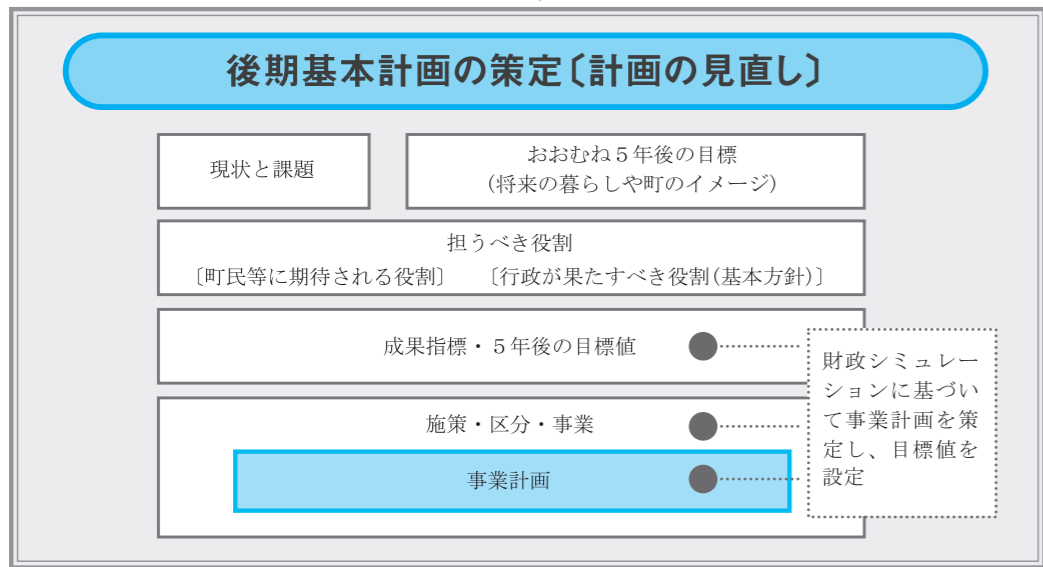 後期基本計画の策定〔計画の見直し〕
現状と課題
おおむね５年後の目標
(将来の暮らしや町のイメージ)
担うべき役割
〔町民等に期待される役割〕　〔行政が果たすべき役割(基本方針)〕
成果指標・５年後の目標値
施策・区分・事業
事業計画
財政シミュレー
ションに基づい
て事業計画を策
定し、目標値を
設定